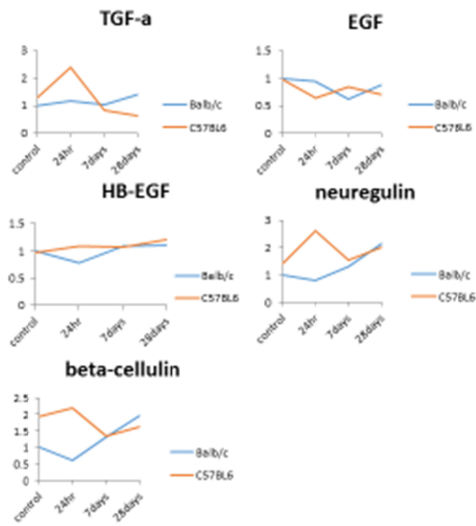 TGF-a
3
2
1
0
control
24hr
7days
28days
Balb/c
C57BL6
EGF
1.5
1
0.5
0
control
24hr
7days
28days
Balb/c
C57BL6
HB-EGF
1.5
1
0.5
0
control
24hr
7days
28days
Balb/c
C57BL6
neuregulin
3
2
1
0
control
24hr
7days
28days
Balb/c
C57BL6
beta-cellulin
2.5
2
1.5
1
0.5
0
control
24hr
7days
28days
Balb/c
C57BL6